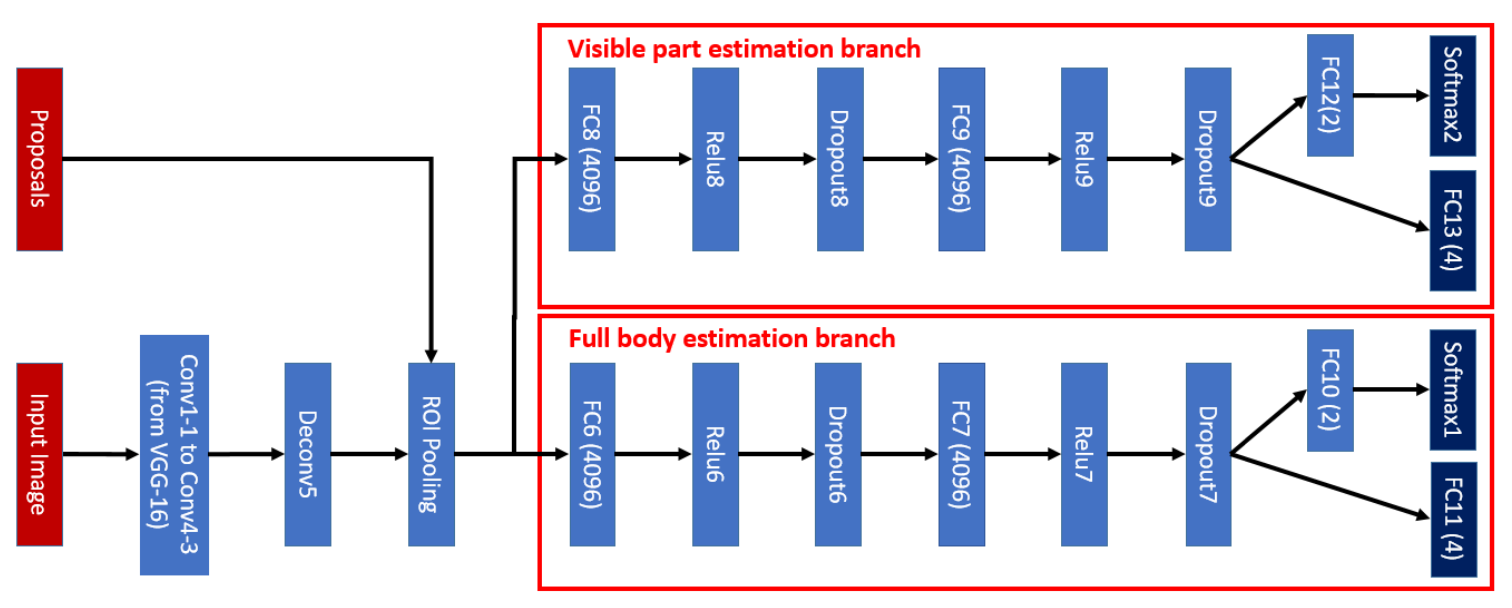 Proposals
Input Image
Conv1-1 to Conv4-3
(from VGG-16)
Deconv5
ROI Pooling
Visible part estimation branch
FC8 (4096)
Relu8
Dropout8
FC9 (4096)
Relu9
Dropout9
FC12(2)
Softmax2
FC13 (4)
Full body estimation branch
FC6 (4096)
Relu6
Dropout6
FC7 (4096)
Relu7
Dropout7
FC10 (2)
Softmax1
FC11 (4)